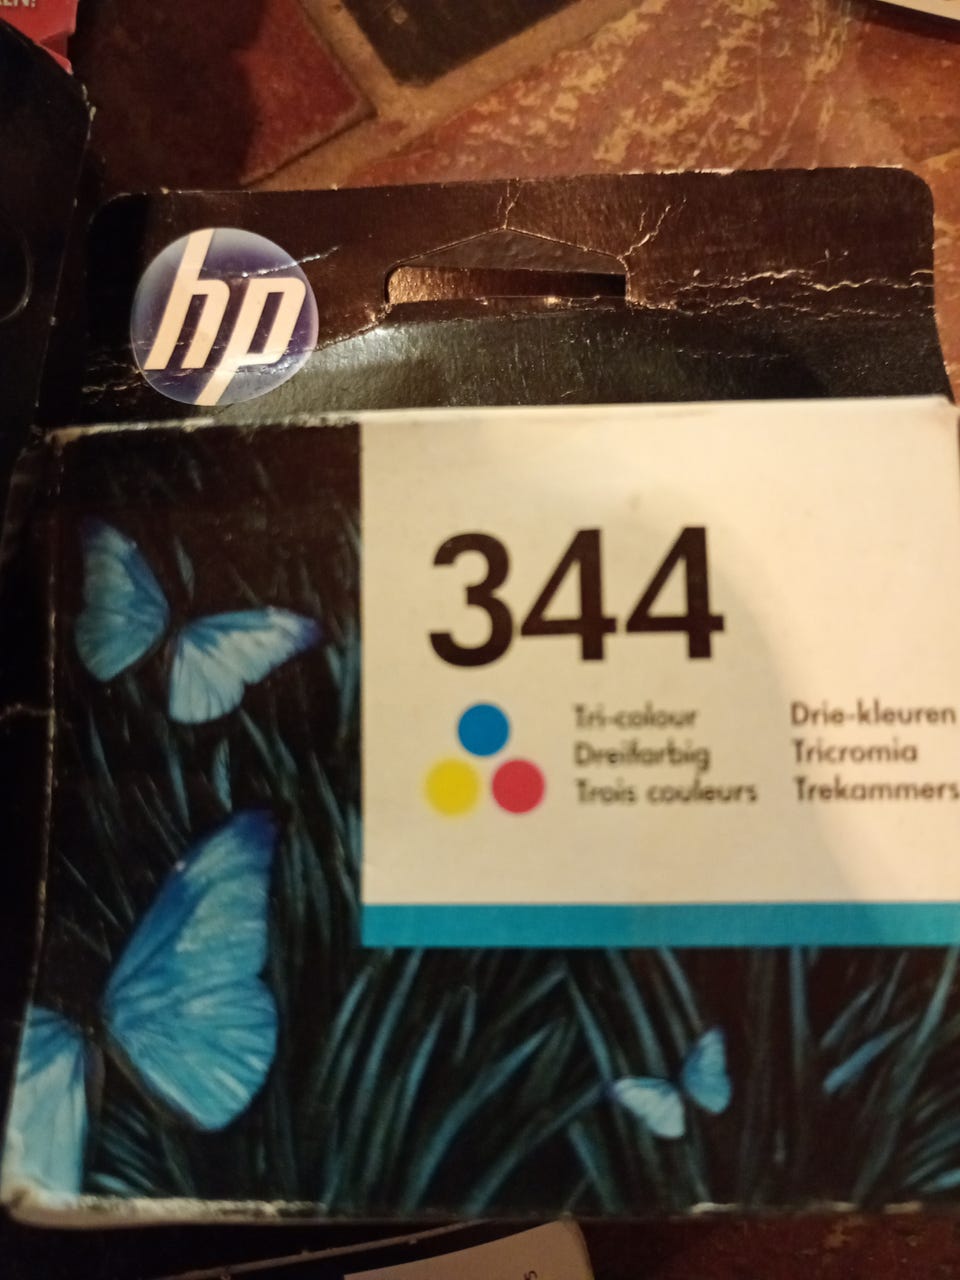 hp
344
Tri-colour
Dreifarbig
Trois couleurs
Drie-kleuren
Tricromia
Trekammers